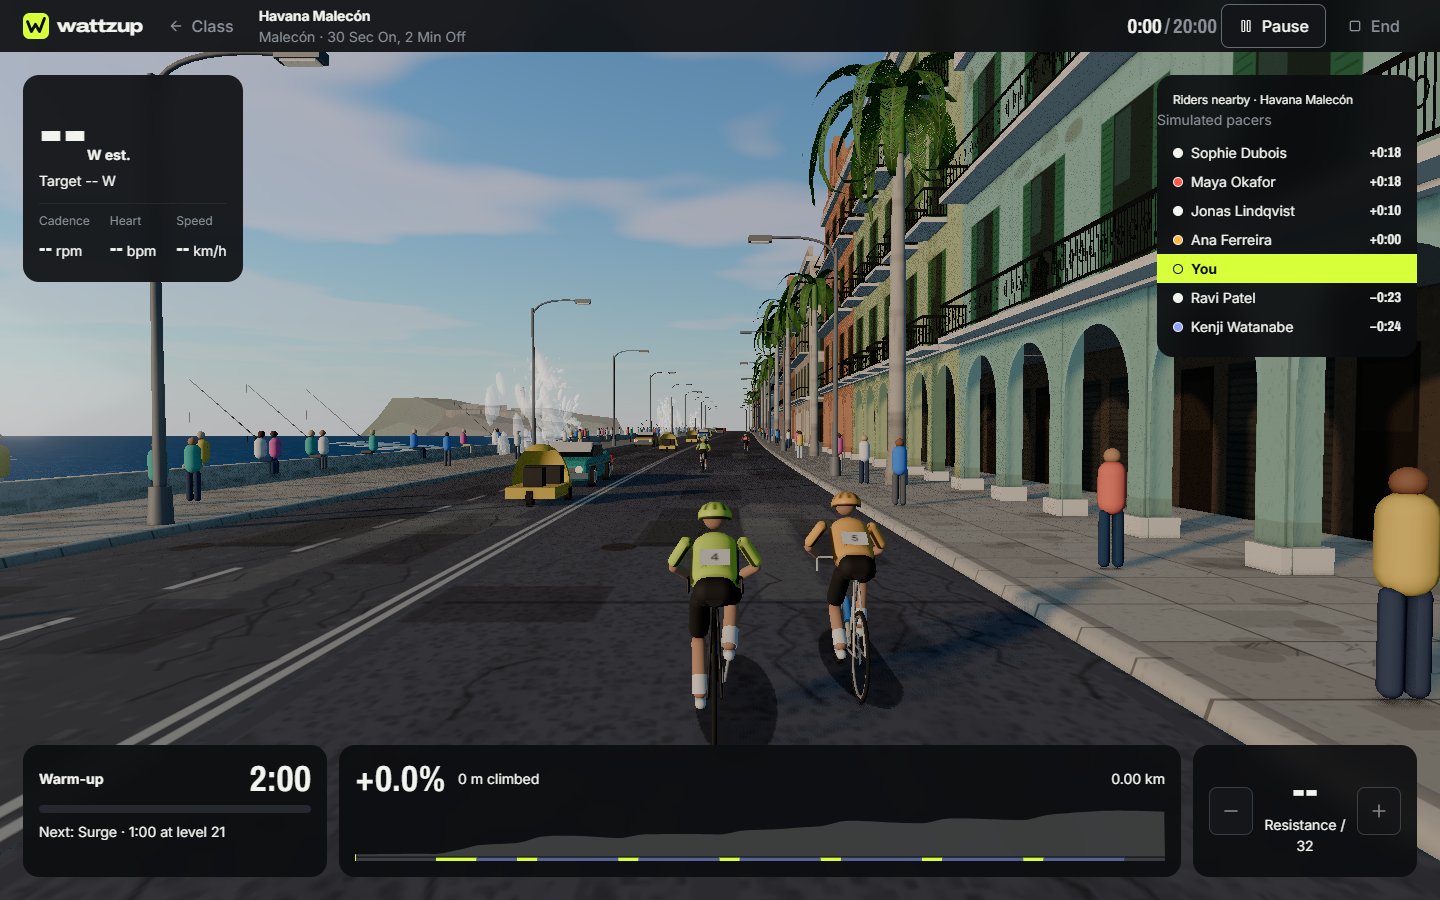 W wattzup
← Class
Havana Malecón
Malecón · 30 Sec On, 2 Min Off
0:00 / 20:00
Pause
End
-- W est.
Target -- W
Cadence Heart Speed
-- rpm -- bpm -- km/h
Riders nearby · Havana Malecón
Simulated pacers
Sophie Dubois +0:18
Maya Okafor +0:18
Jonas Lindqvist +0:10
Ana Ferreira +0:00
You
Ravi Patel −0:23
Kenji Watanabe −0:24
4
5
Warm-up 2:00
Next: Surge · 1:00 at level 21
+0.0% 0 m climbed 0.00 km
− -- +
Resistance /
32